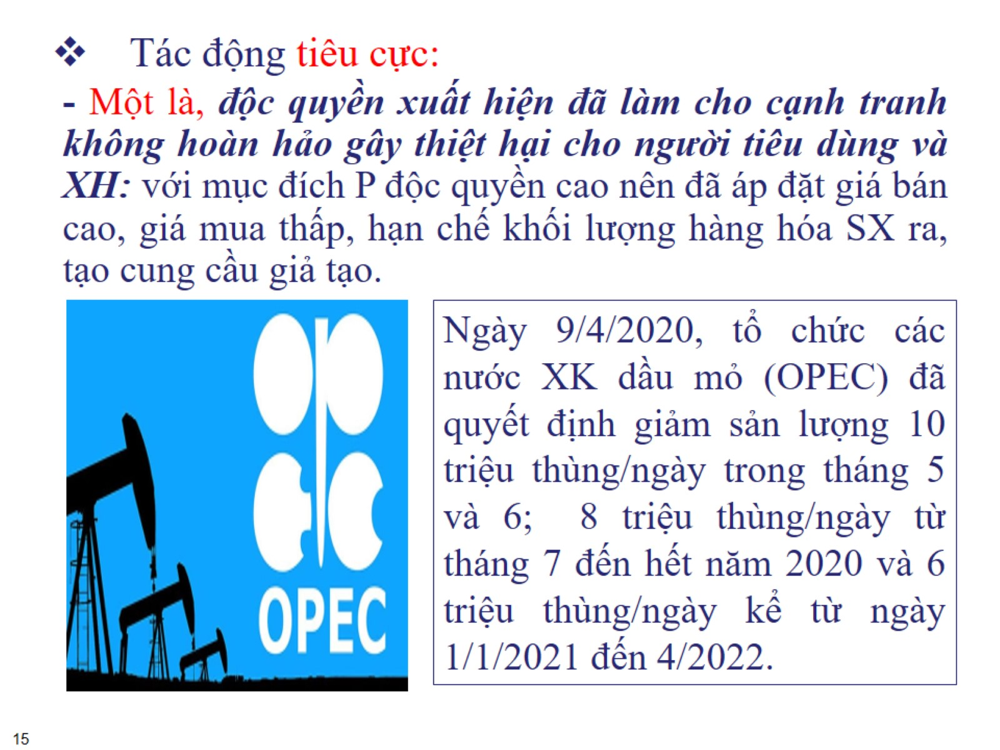 ❖ Tác động tiêu cực:
- Một là, độc quyền xuất hiện đã làm cho cạnh tranh
không hoàn hảo gây thiệt hại cho người tiêu dùng và
XH: với mục đích P độc quyền cao nên đã áp đặt giá bán
cao, giá mua thấp, hạn chế khối lượng hàng hóa SX ra,
tạo cung cầu giả tạo.
OPEC
Ngày 9/4/2020, tổ chức các
nước XK dầu mỏ (OPEC) đã
quyết định giảm sản lượng 10
triệu thùng/ngày trong tháng 5
và 6; 8 triệu thùng/ngày từ
tháng 7 đến hết năm 2020 và 6
triệu thùng/ngày kể từ ngày
1/1/2021 đến 4/2022.
15